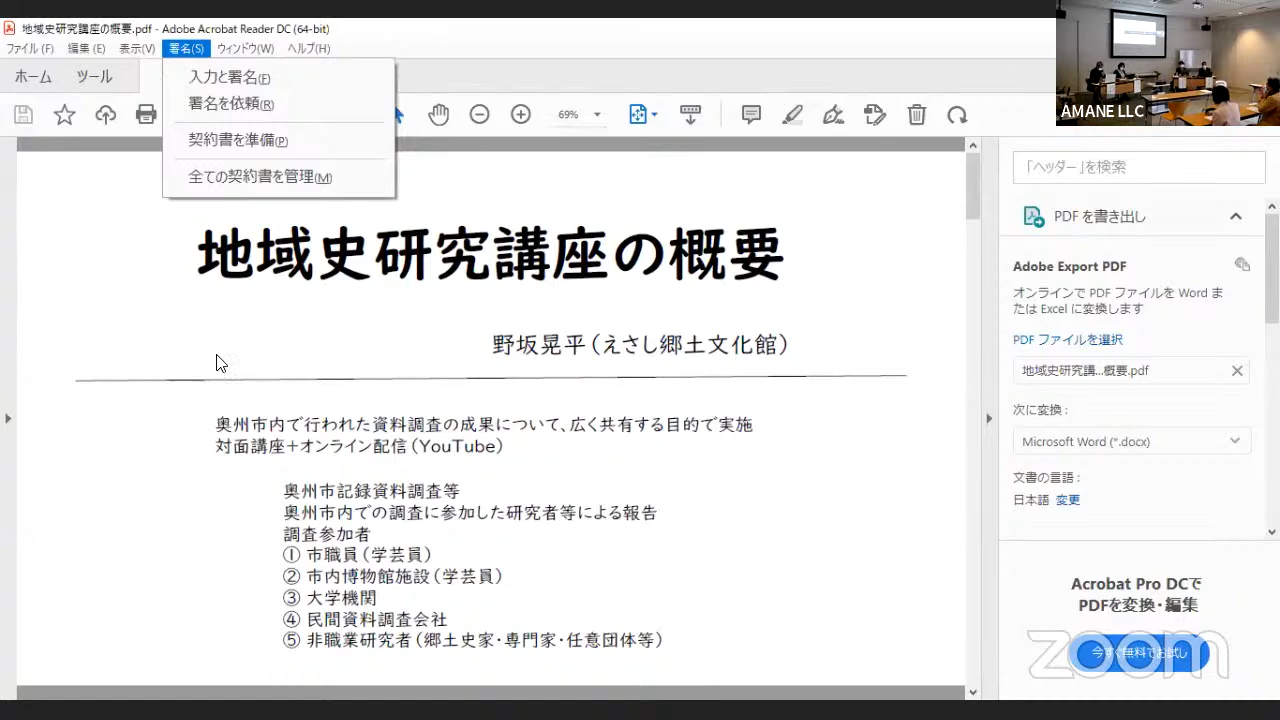 地域史研究講座の概要.pdf - Adobe Acrobat Reader DC (64-bit)
ファイル(F) 編集(E) 表示(V) 署名(S) ウィンドウ(W) ヘルプ(H)
ホーム ツール
入力と署名(F)
署名を依頼(R)
契約書を準備(P)
全ての契約書を管理(M)
69%
AMANE LLC
地域史研究講座の概要
野坂晃平(えさし郷土文化館)
奥州市内で行われた資料調査の成果について、広く共有する目的で実施
対面講座+オンライン配信(YouTube)
奥州市記録資料調査等
奥州市内での調査に参加した研究者等による報告
調査参加者
① 市職員(学芸員)
② 市内博物館施設(学芸員)
③ 大学機関
④ 民間資料調査会社
⑤ 非職業研究者(郷土史家・専門家・任意団体等)
「ヘッダー」を検索
PDF を書き出し
Adobe Export PDF
オンラインで PDF ファイルを Word ま
たは Excel に変換します
PDF ファイルを選択
地域史研究講...概要.pdf
次に変換 :
Microsoft Word (*.docx)
文書の言語 :
日本語 変更
Acrobat Pro DCで
PDFを変換・編集
今すぐ無料でお試し
zoom